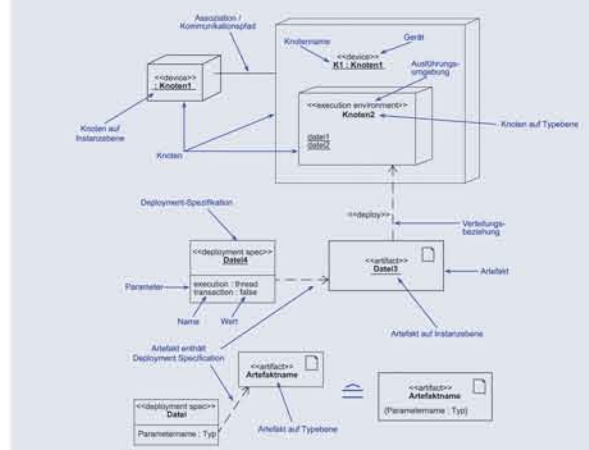 Assoziation /
Kommunikationspfad
Knotenname
<<device>>
K1 : Knoten1
Gerät
<<device>>
: Knoten1
Ausführungs-
umgebung
<<execution environment>>
Knoten2
datei1
datei2
Knoten auf
Instanzebene
Knoten
Knoten auf Typebene
Deployment-Spezifikation
<<deploy>>
Verteilungs-
beziehung
<<deployment spec>>
Datei4
execution : thread
transaction : false
Parameter
Name
Wert
<<artifact>>
Datei3
Artefakt
Artefakt auf Instanzebene
Artefakt enthält
Deployment Specification
<<artifact>>
Artefaktname
<<deployment spec>>
Datei
Parametername : Typ
Artefakt auf Typebene
<<artifact>>
Artefaktname
{Parametername : Typ}